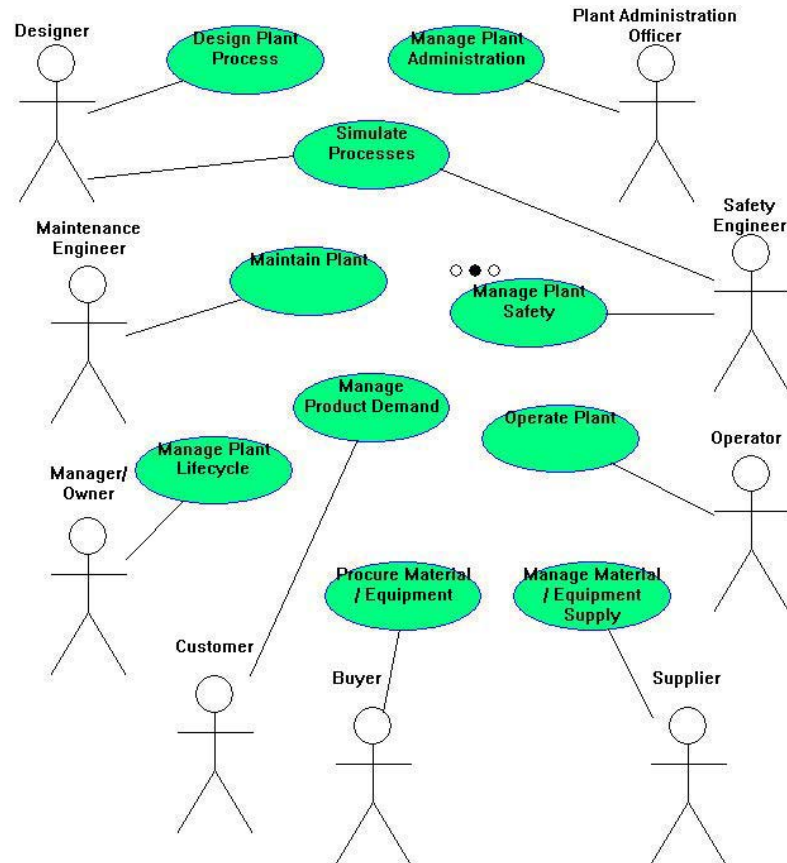 Designer
Design Plant
Process
Manage Plant
Administration
Plant Administration
Officer
Simulate
Processes
Maintenance
Engineer
Maintain Plant
Manage Plant
Safety
Safety
Engineer
Manage
Product Demand
Operate Plant
Operator
Manager/
Owner
Manage Plant
Lifecycle
Procure Material
/ Equipment
Manage Material
/ Equipment
Supply
Customer
Buyer
Supplier